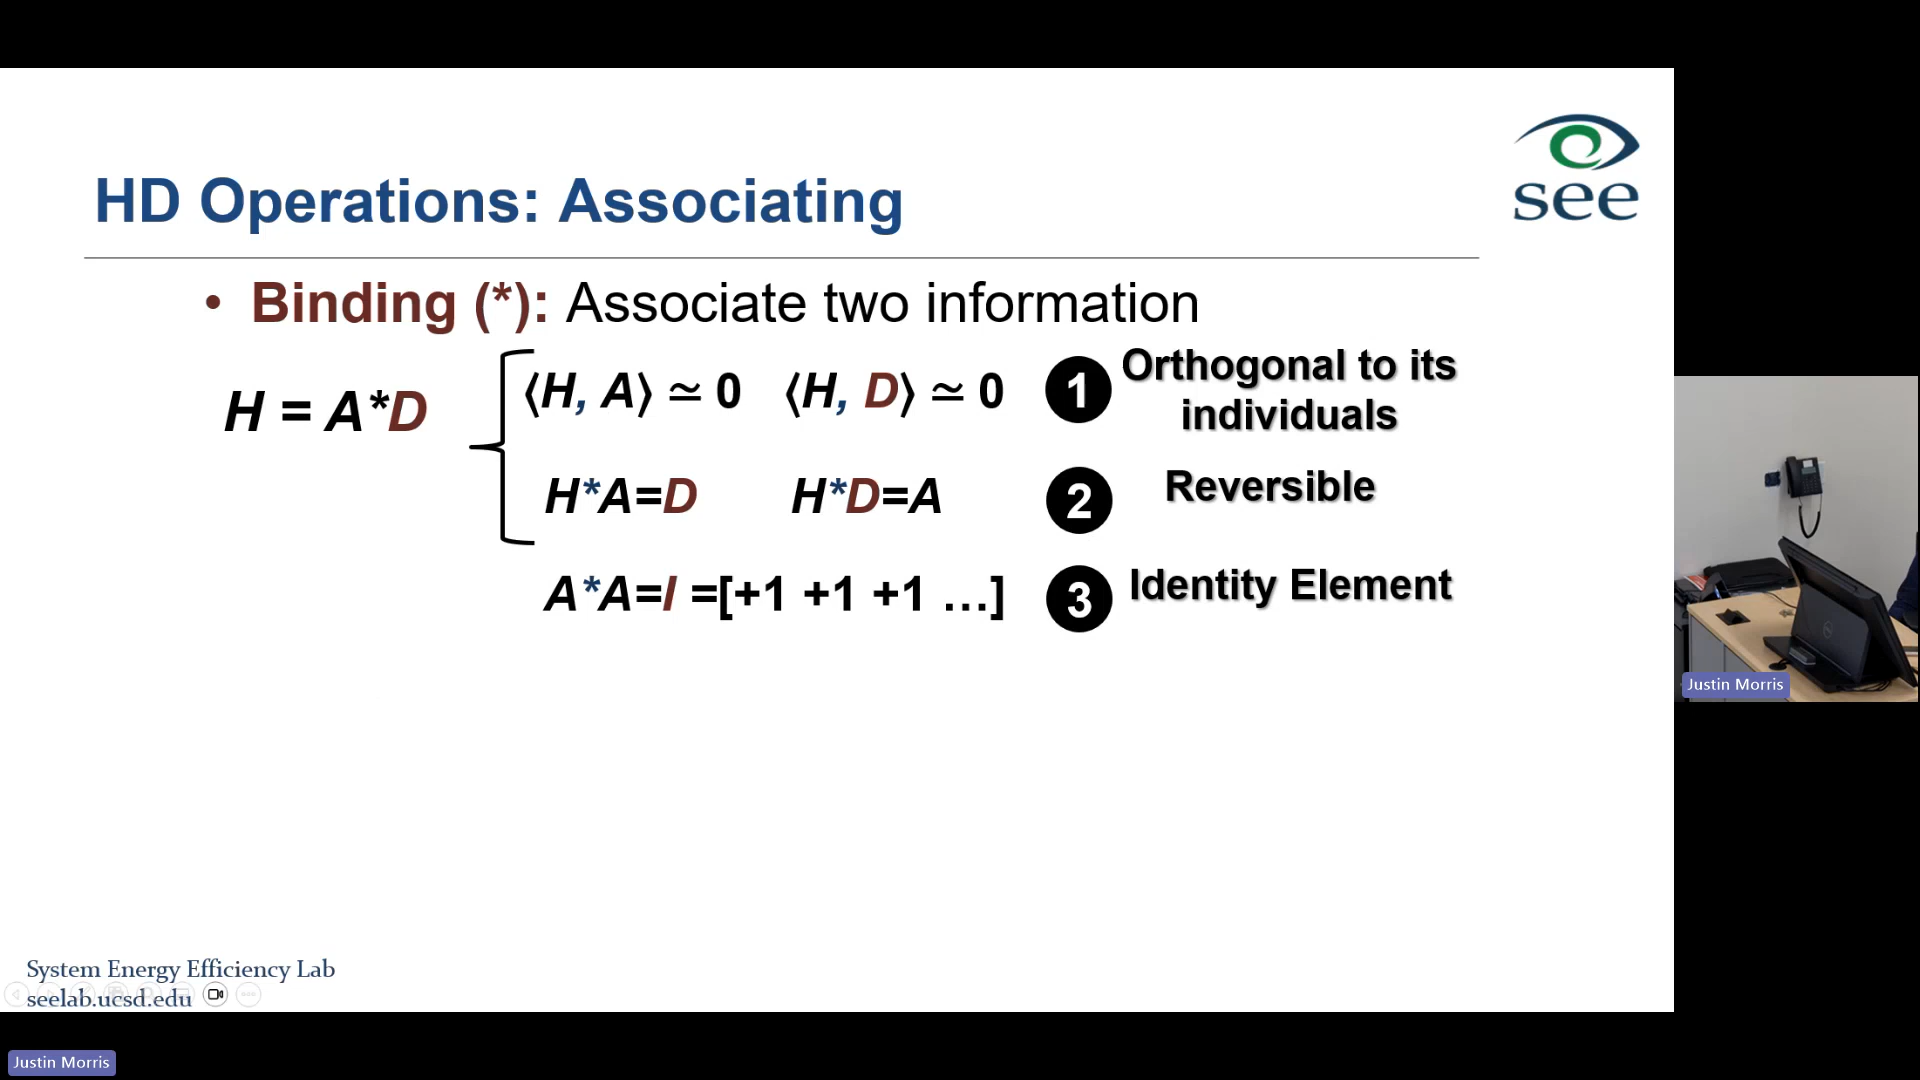 see
HD Operations: Associating
• Binding (*): Associate two information
H = A*D
⟨H, A⟩ ≃ 0 ⟨H, D⟩ ≃ 0
1 Orthogonal to its
individuals
H*A=D H*D=A
2 Reversible
A*A=I =[+1 +1 +1 …]
3 Identity Element
System Energy Efficiency Lab
seelab.ucsd.edu
Justin Morris
Justin Morris